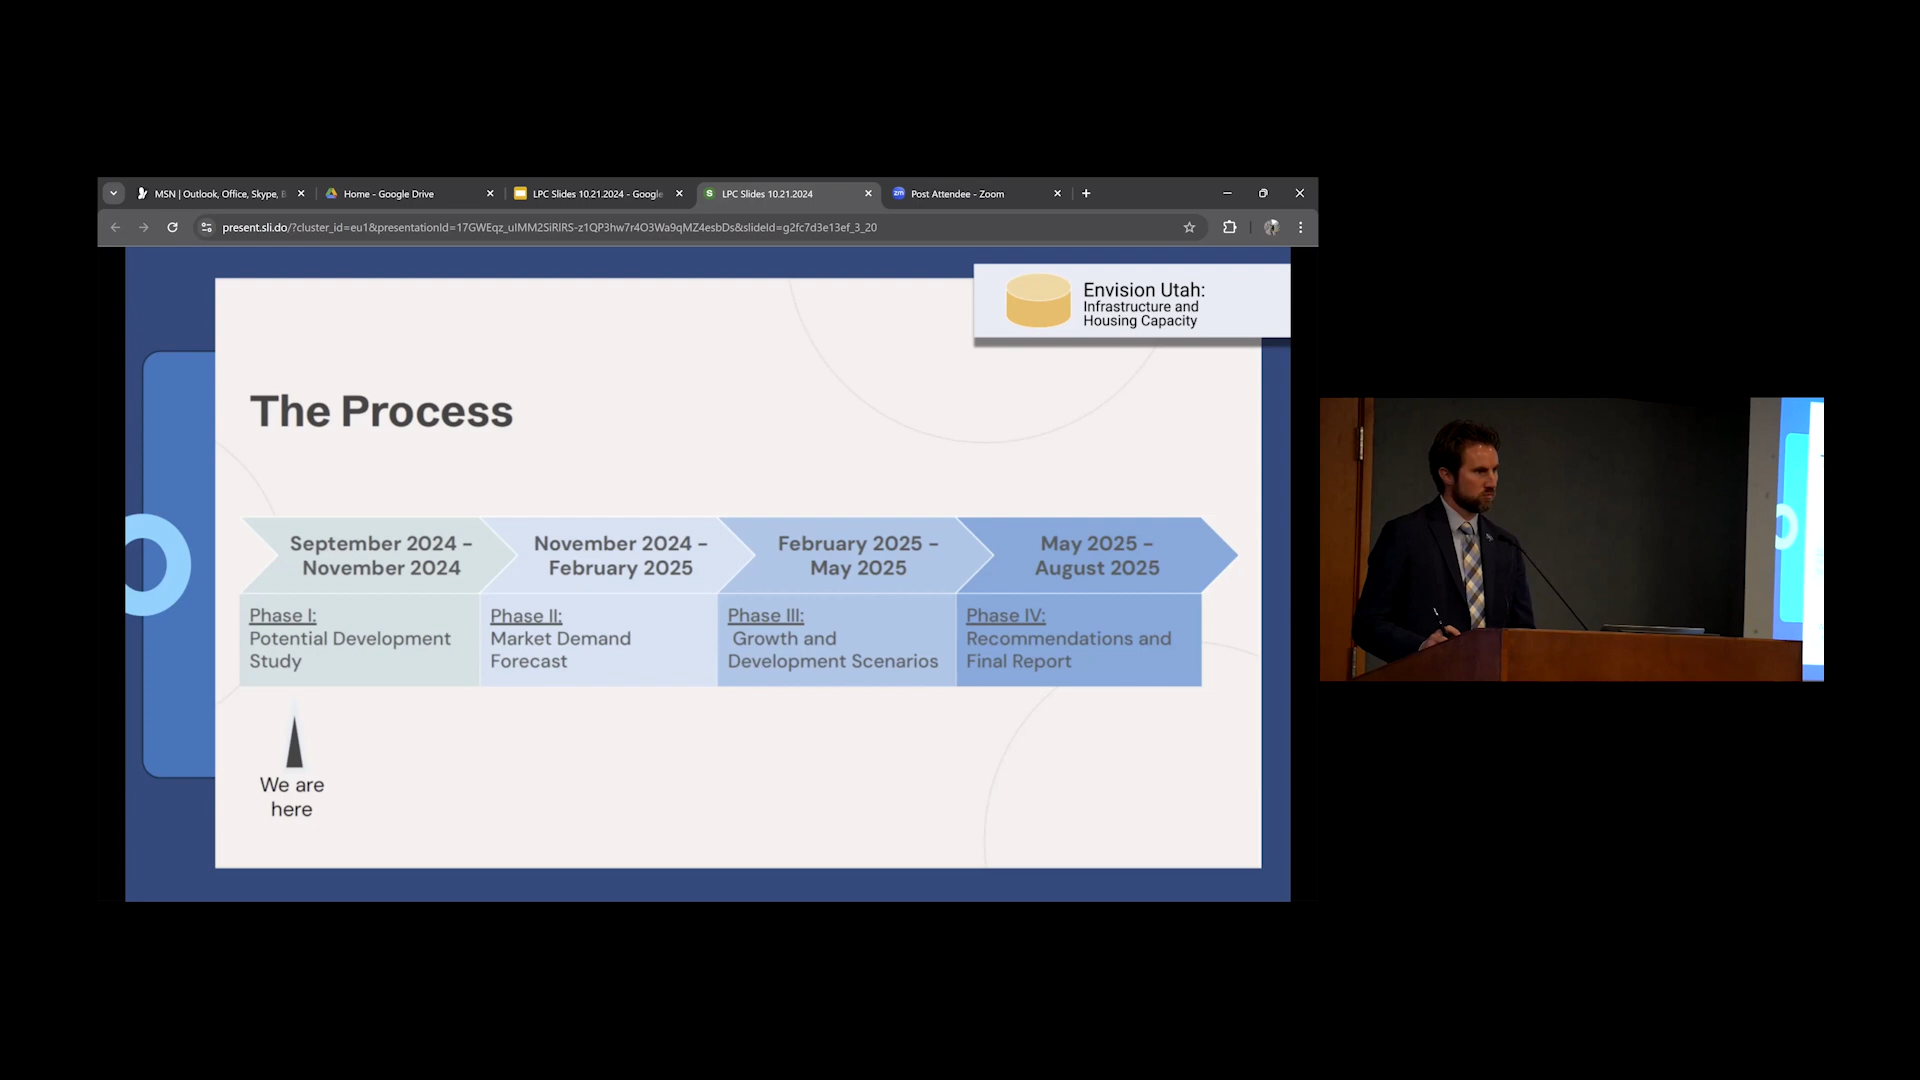 MSN | Outlook, Office, Skype, B
Home - Google Drive
LPC Slides 10.21.2024 - Google
LPC Slides 10.21.2024
Post Attendee - Zoom
present.sli.do/?cluster_id=eu1&presentationId=17GWEqz_uIMM2SiRIRS-z1QP3hw7r4O3Wa9qMZ4esbDs&slideId=g2fc7d3e13ef_3_20
Envision Utah:
Infrastructure and
Housing Capacity
The Process
September 2024 -
November 2024
November 2024 -
February 2025
February 2025 -
May 2025
May 2025 -
August 2025
Phase I:
Potential Development
Study
Phase II:
Market Demand
Forecast
Phase III:
Growth and
Development Scenarios
Phase IV:
Recommendations and
Final Report
We are
here